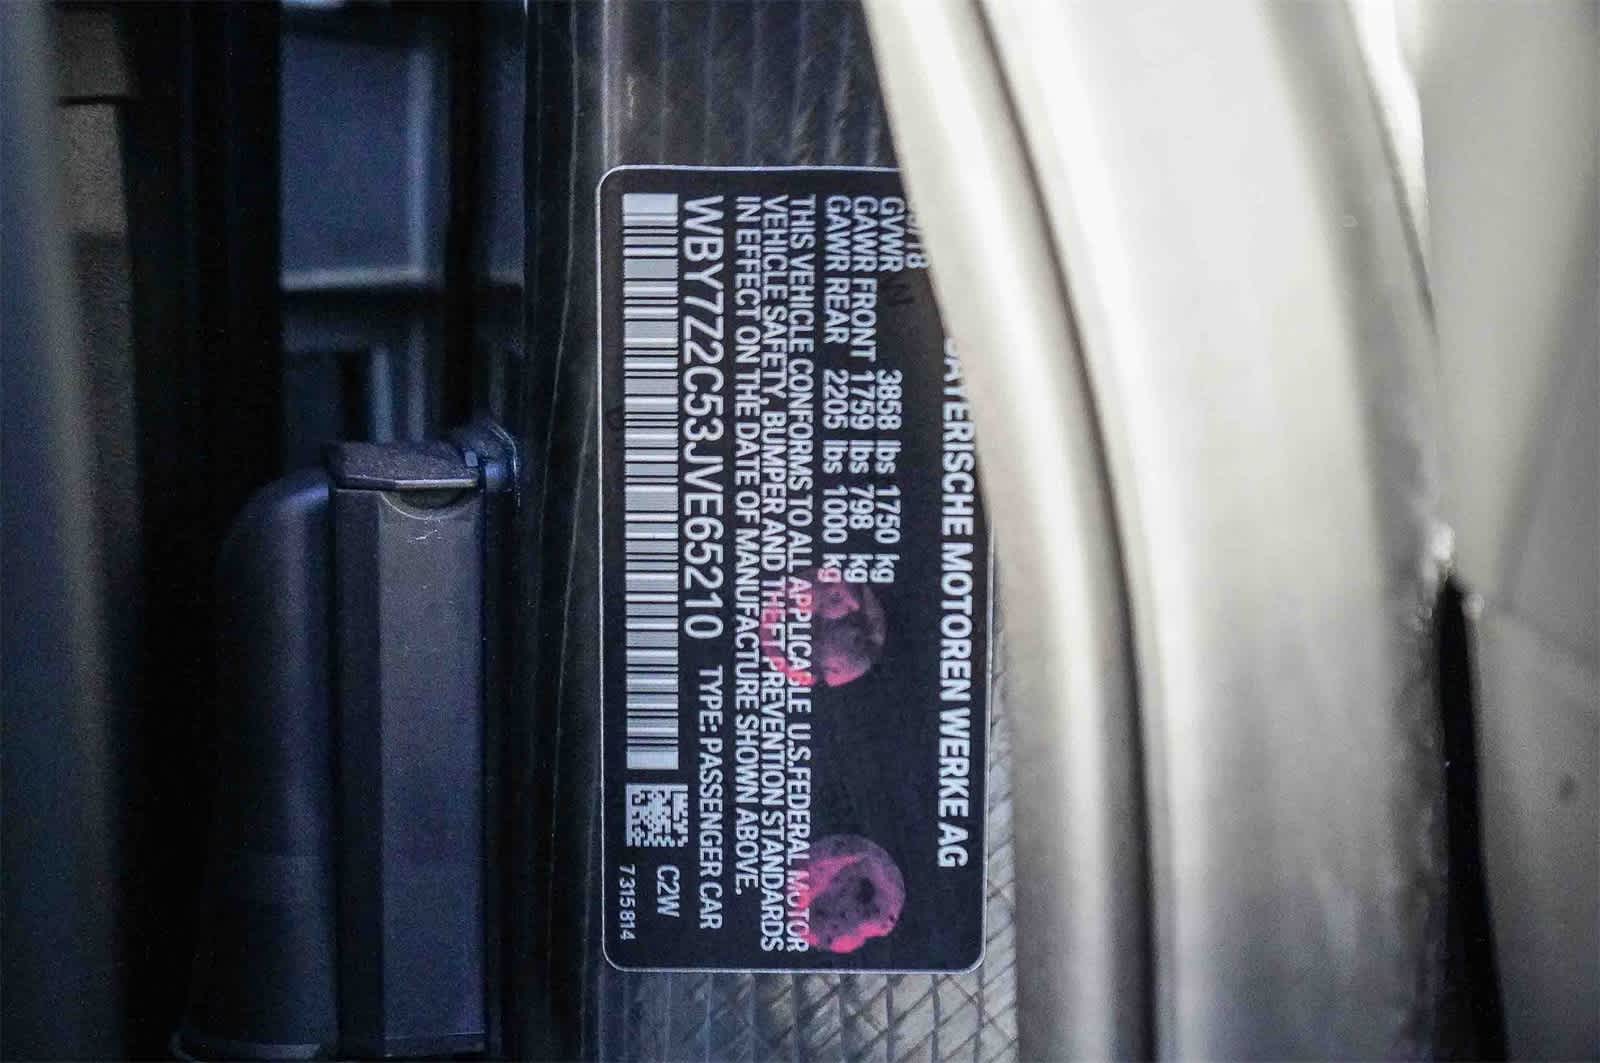 BAYERISCHE MOTOREN WERKE AG
/18
GVWR 3858 lbs 1750 kg
GAWR FRONT 1759 lbs 798 kg
GAWR REAR 2205 lbs 1000 kg
THIS VEHICLE CONFORMS TO ALL APPLICABLE U.S.FEDERAL MOTOR
VEHICLE SAFETY, BUMPER AND THEFT PREVENTION STANDARDS
IN EFFECT ON THE DATE OF MANUFACTURE SHOWN ABOVE.
WBY7Z2C53JVE65210 TYPE: PASSENGER CAR
C2W
7315814